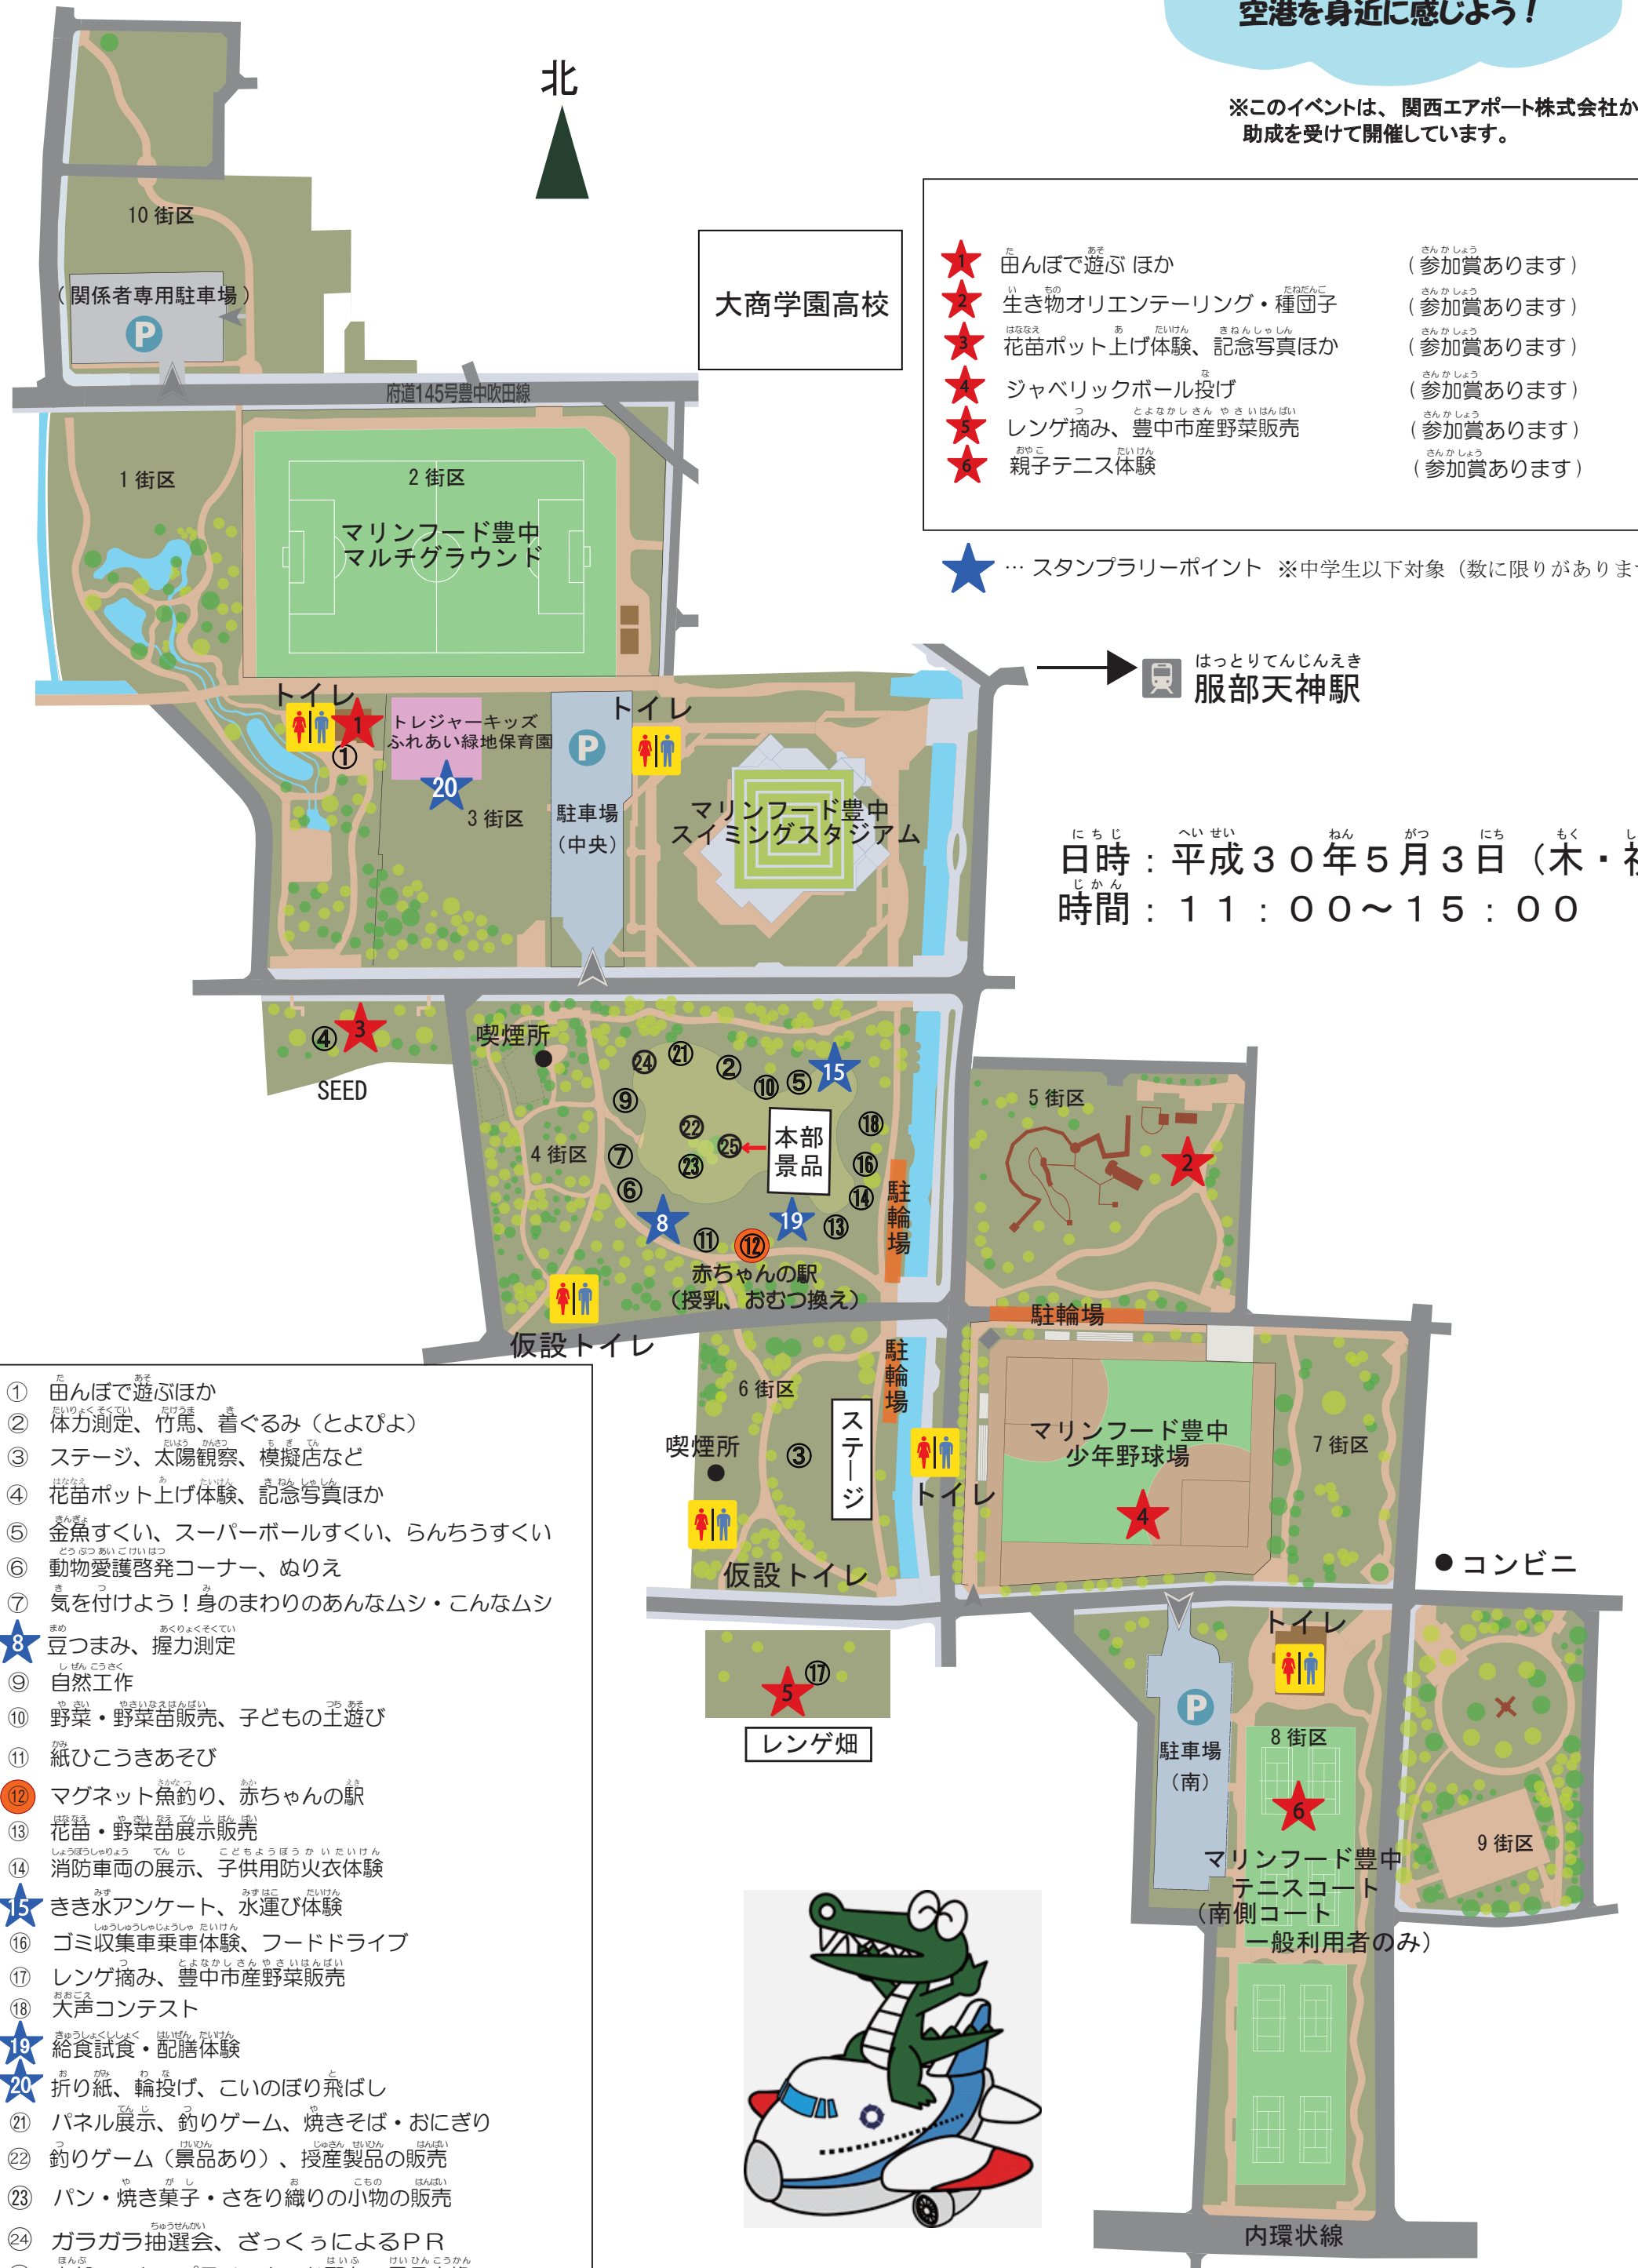 空港を身近に感じよう！
※このイベントは、関西エアポート株式会社か
助成を受けて開催しています。
北
10 街区
（関係者専用駐車場）
P
大商学園高校
1 田んぼで遊ぶ ほか （参加賞あります）
2 生き物オリエンテーリング・種団子 （参加賞あります）
3 花苗ポット上げ体験、記念写真ほか （参加賞あります）
4 ジャベリックボール投げ （参加賞あります）
5 レンゲ摘み、豊中市産野菜販売 （参加賞あります）
6 親子テニス体験 （参加賞あります）
… スタンプラリーポイント ※中学生以下対象（数に限りがありま
府道145号豊中吹田線
1 街区
2 街区
マリンフード豊中
マルチグラウンド
はっとりてんじんえき
服部天神駅
トイレ
1
①
トレジャーキッズ
ふれあい緑地保育園
20
3 街区
P
駐車場
（中央）
トイレ
マリンフード豊中
スイミングスタジアム
日時：平成３０年５月３日（木・祝
時間：１１：００～１５：００
④
3
SEED
喫煙所
㉔
㉑
②
⑩
⑤
15
⑨
㉒
㉕
本部
景品
⑱
4 街区
⑦
㉓
⑯
⑥
⑭
8
19
⑬
⑪
⑫
駐輪場
赤ちゃんの駅
（授乳、おむつ換え）
仮設トイレ
5 街区
2
駐輪場
駐輪場
6 街区
ステージ
③
喫煙所
仮設トイレ
トイレ
マリンフード豊中
少年野球場
4
7 街区
コンビニ
⑰
5
レンゲ畑
トイレ
P
駐車場
（南）
8 街区
6
マリンフード豊中
テニスコート
（南側コート
一般利用者のみ）
9 街区
内環状線
① 田んぼで遊ぶほか
② 体力測定、竹馬、着ぐるみ（とよぴよ）
③ ステージ、太陽観察、模擬店など
④ 花苗ポット上げ体験、記念写真ほか
⑤ 金魚すくい、スーパーボールすくい、らんちうすくい
⑥ 動物愛護啓発コーナー、ぬりえ
⑦ 気を付けよう！身のまわりのあんなムシ・こんなムシ
8 豆つまみ、握力測定
⑨ 自然工作
⑩ 野菜・野菜苗販売、子どもの土遊び
⑪ 紙ひこうきあそび
⑫ マグネット魚釣り、赤ちゃんの駅
⑬ 花苗・野菜苗展示販売
⑭ 消防車両の展示、子供用防火衣体験
15 きき水アンケート、水運び体験
⑯ ゴミ収集車乗車体験、フードドライブ
⑰ レンゲ摘み、豊中市産野菜販売
⑱ 大声コンテスト
19 給食試食・配膳体験
20 折り紙、輪投げ、こいのぼり飛ばし
㉑ パネル展示、釣りゲーム、焼きそば・おにぎり
㉒ 釣りゲーム（景品あり）、授産製品の販売
㉓ パン・焼き菓子・さをり織りの小物の販売
㉔ ガラガラ抽選会、ざっくぅによるＰＲ